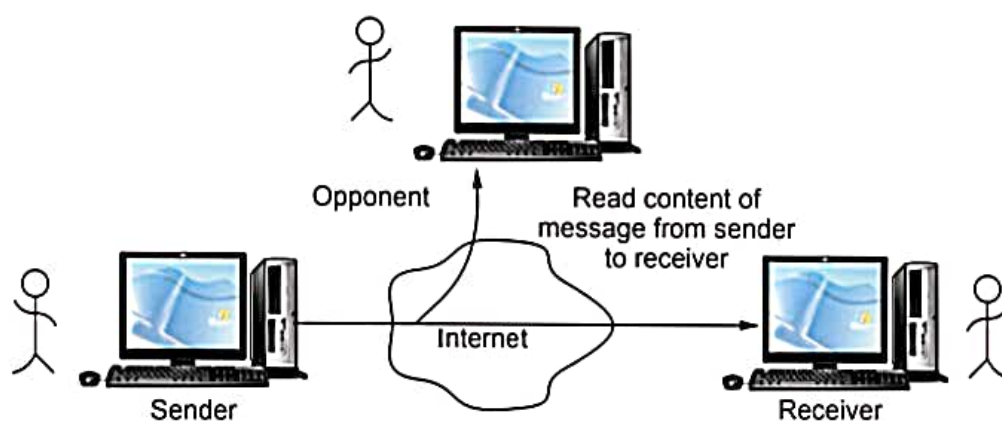 Opponent
Read content of
message from sender
to receiver
Internet
Sender
Receiver